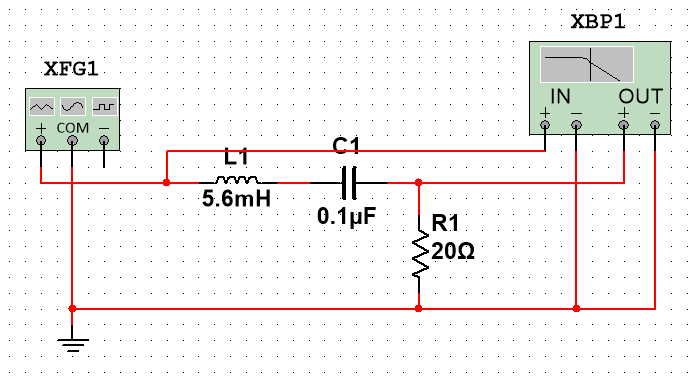 XBP1
XFG1
IN OUT
+ − + −
+ COM −
L1
C1
5.6mH
0.1µF
R1
20Ω